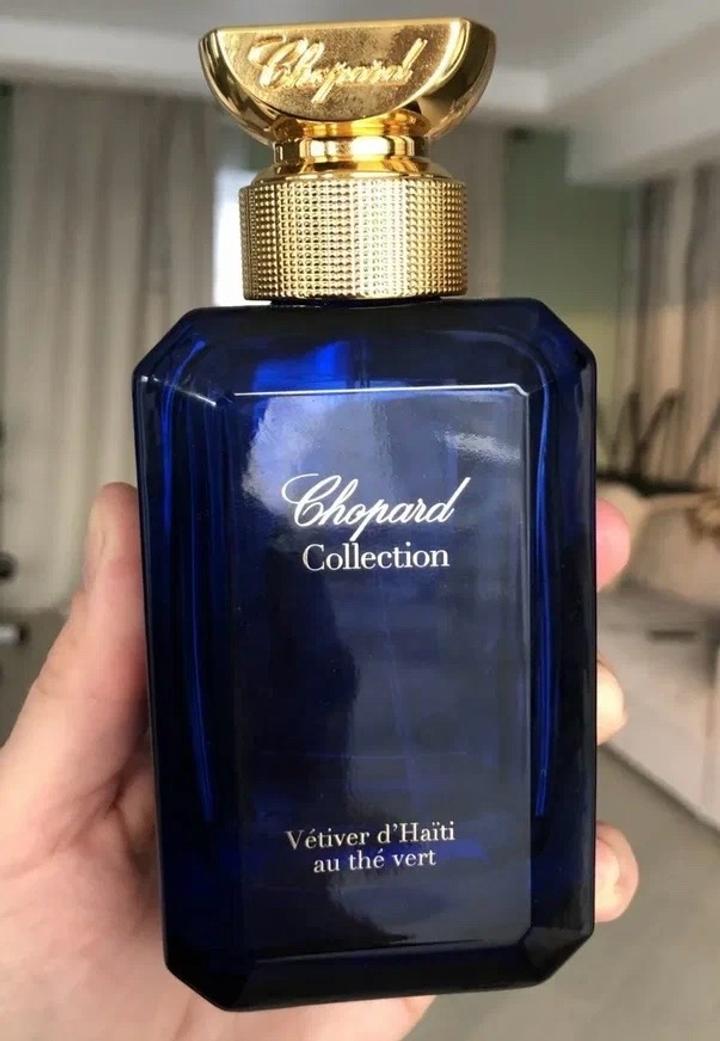 Chopard
Chopard
Collection
Vétiver d'Haïti
au thé vert